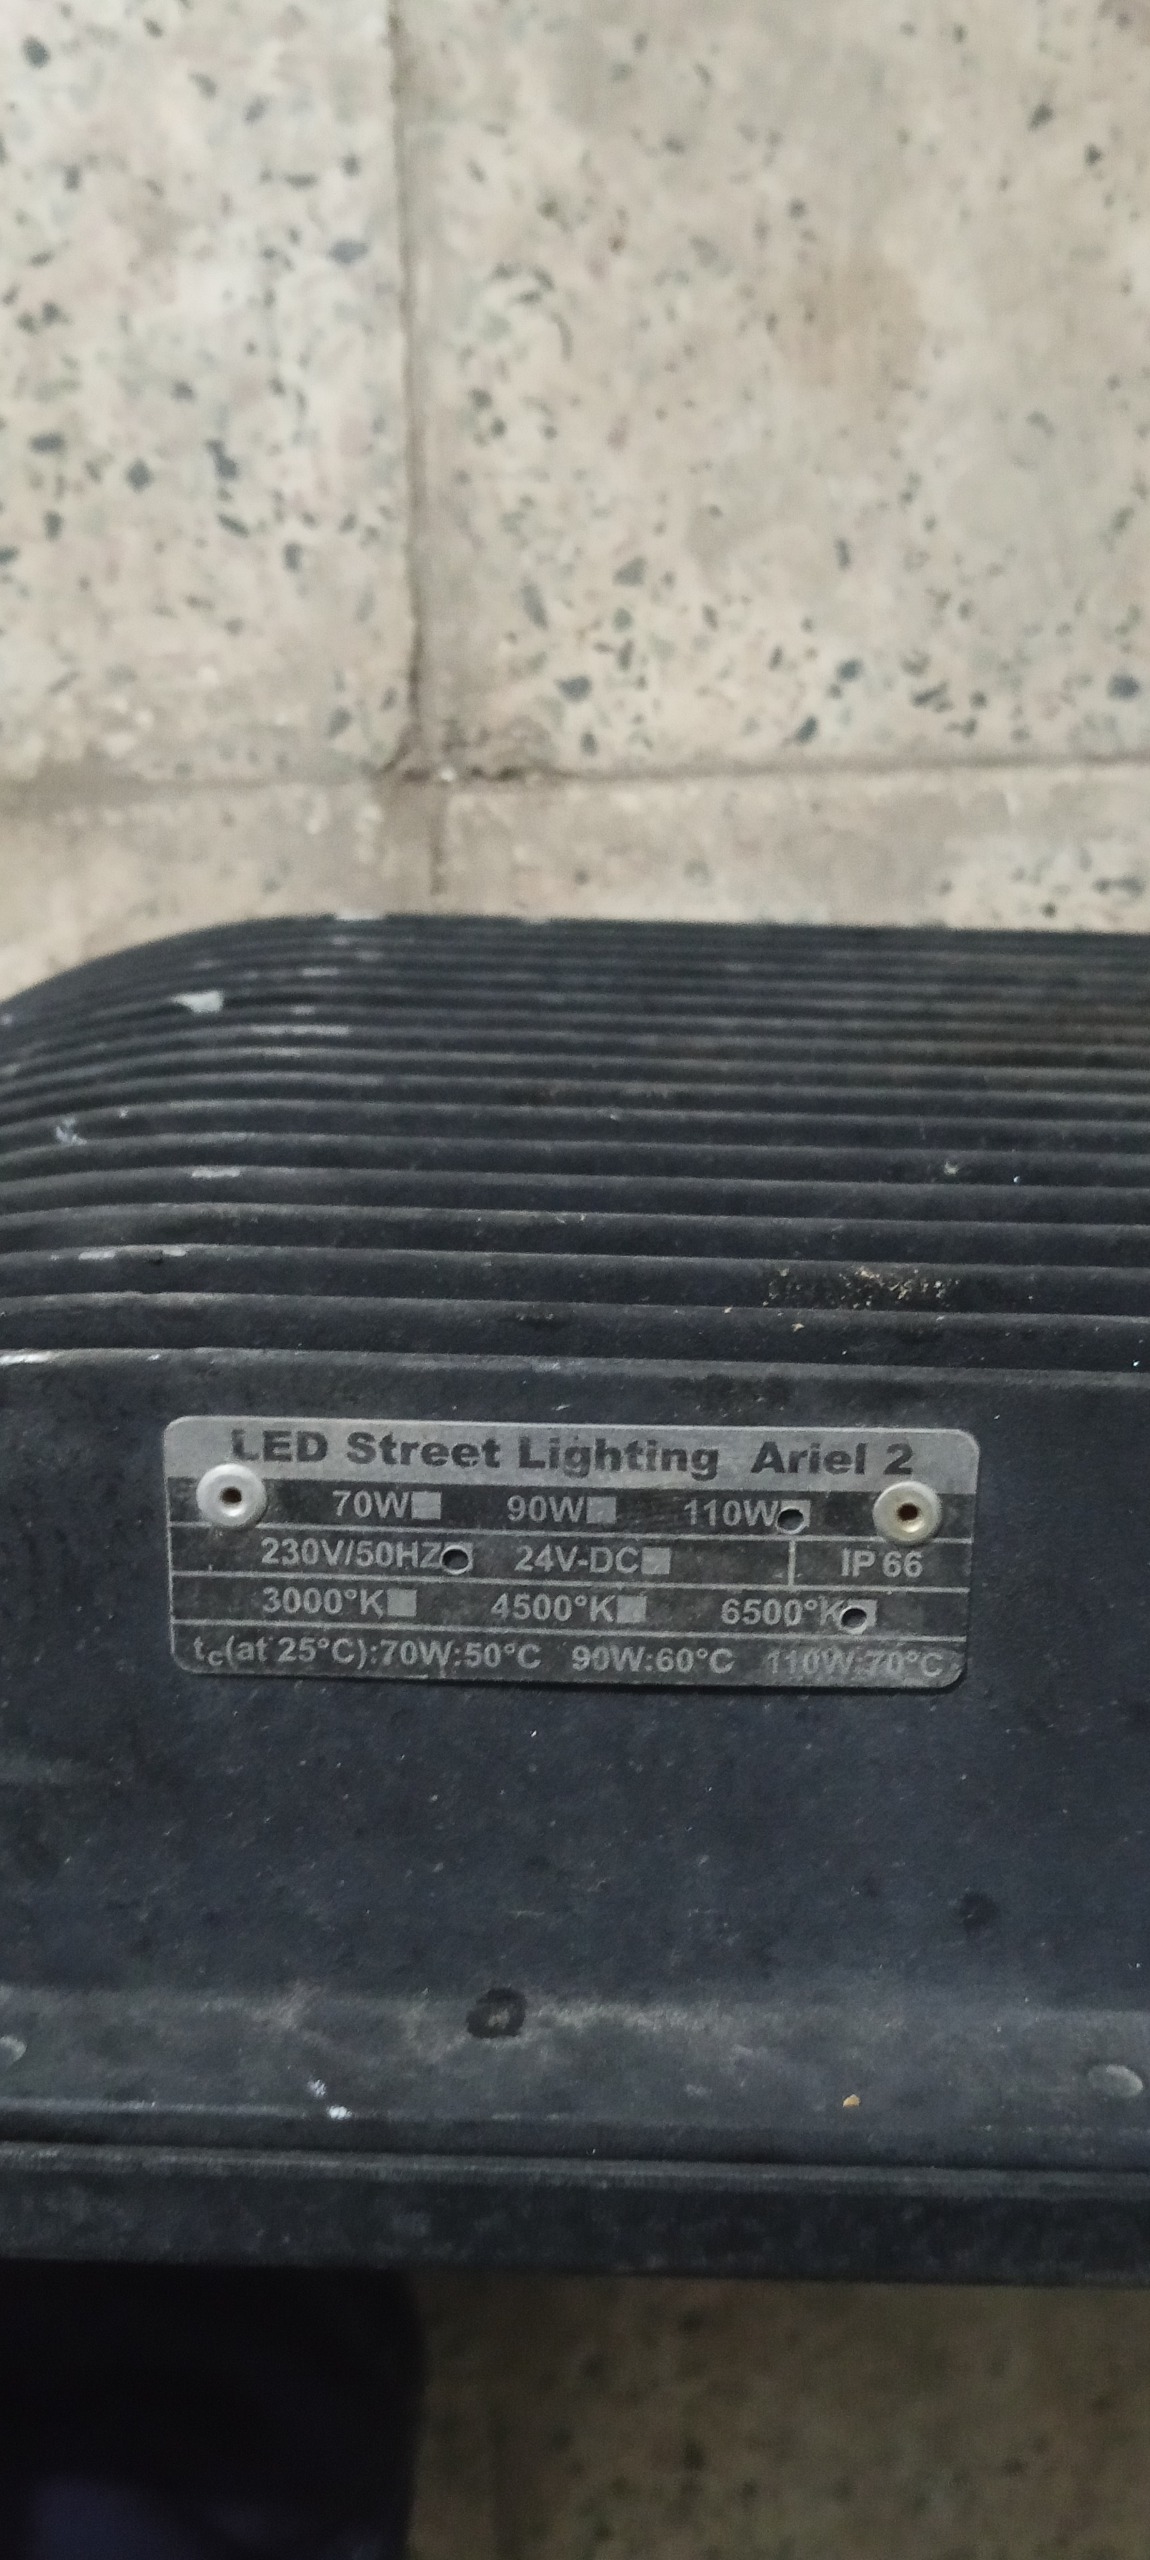 LED Street Lighting Ariel 2
70W 90W 110W
230V/50HZ 24V-DC IP 66
3000°K 4500°K 6500°K
tc(at 25°C):70W:50°C 90W:60°C 110W:70°C